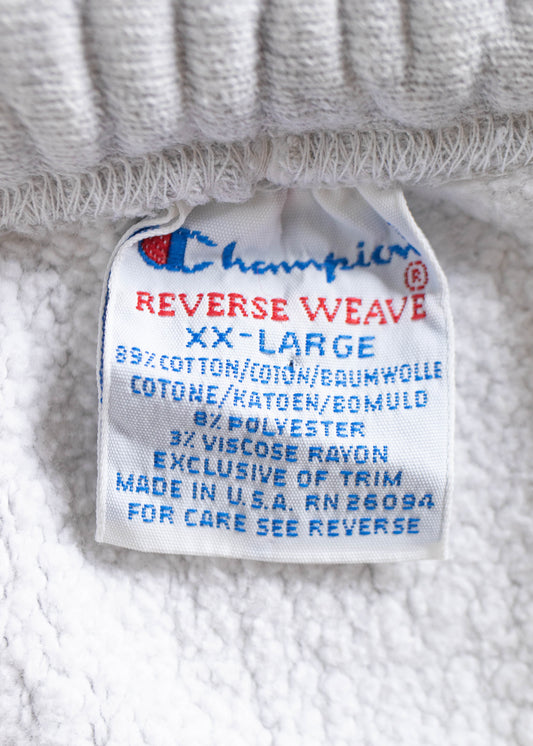 Champion®
REVERSE WEAVE
XX-LARGE
89% COTTON/COTON/BAUMWOLLE
COTONE/KATOEN/BOMULD
8% POLYESTER
3% VISCOSE RAYON
EXCLUSIVE OF TRIM
MADE IN U.S.A. RN 26094
FOR CARE SEE REVERSE